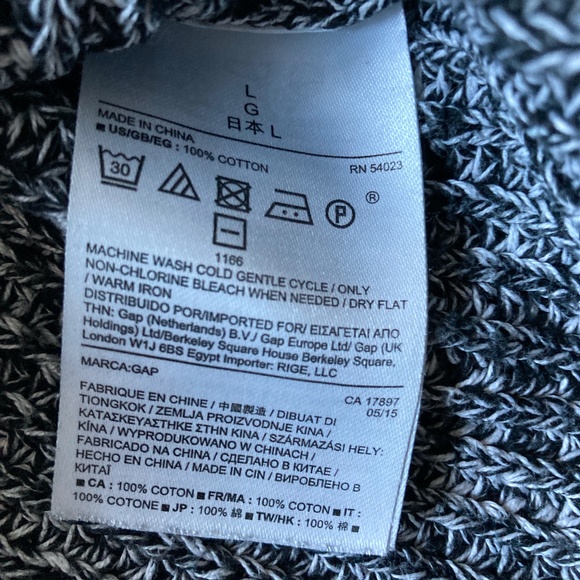 L
G
日本 L
MADE IN CHINA
■ US/GB/EG : 100% COTTON RN 54023
30 P ®
1166
MACHINE WASH COLD GENTLE CYCLE / ONLY
NON-CHLORINE BLEACH WHEN NEEDED / DRY FLAT
/ WARM IRON
DISTRIBUIDO POR/IMPORTED FOR/ ΕΙΣΑΓΕΤΑΙ ΑΠΟ
ΤΗΝ: Gap (Netherlands) B.V./ Gap Europe Ltd/ Gap (UK
Holdings) Ltd/Berkeley Square House Berkeley Square,
London W1J 6BS Egypt Importer: RIGE, LLC
MARCA:GAP CA 17897
05/15
FABRIQUE EN CHINE / 中國製造 / DIBUAT DI
TIONGKOK / ZEMLJA PROIZVODNJE KINA /
ΚΑΤΑΣΚΕΥΑΣΤΗΚΕ ΣΤΗΝ ΚΙΝΑ / SZÁRMAZÁSI HELY:
KÍNA / WYPRODUKOWANO W CHINACH /
FABRICADO NA CHINA / СДЕЛАНО В КИТАЕ /
HECHO EN CHINA / MADE IN CIN / ВИРОБЛЕНО В
КИТАЇ
■ CA : 100% COTON ■ FR/MA : 100% COTON ■ IT :
100% COTONE ■ JP : 100% 綿 ■ TW/HK : 100% 棉 ■